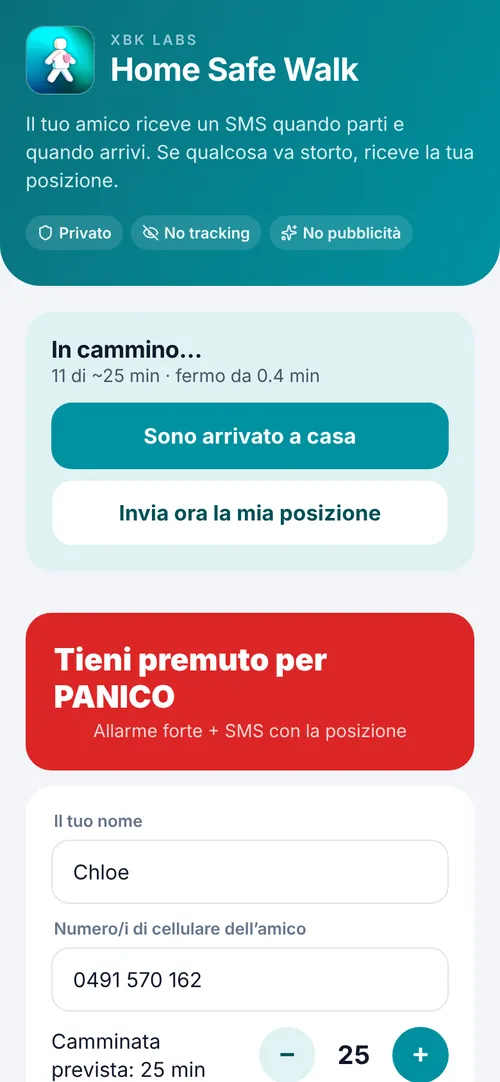 XBK LABS
Home Safe Walk
Il tuo amico riceve un SMS quando parti e
quando arrivi. Se qualcosa va storto, riceve la tua
posizione.
Privato
No tracking
No pubblicità
In cammino…
11 di ~25 min · fermo da 0.4 min
Sono arrivato a casa
Invia ora la mia posizione
Tieni premuto per
PANICO
Allarme forte + SMS con la posizione
Il tuo nome
Chloe
Numero/i di cellulare dell’amico
0491 570 162
Camminata
prevista: 25 min
− 25 +